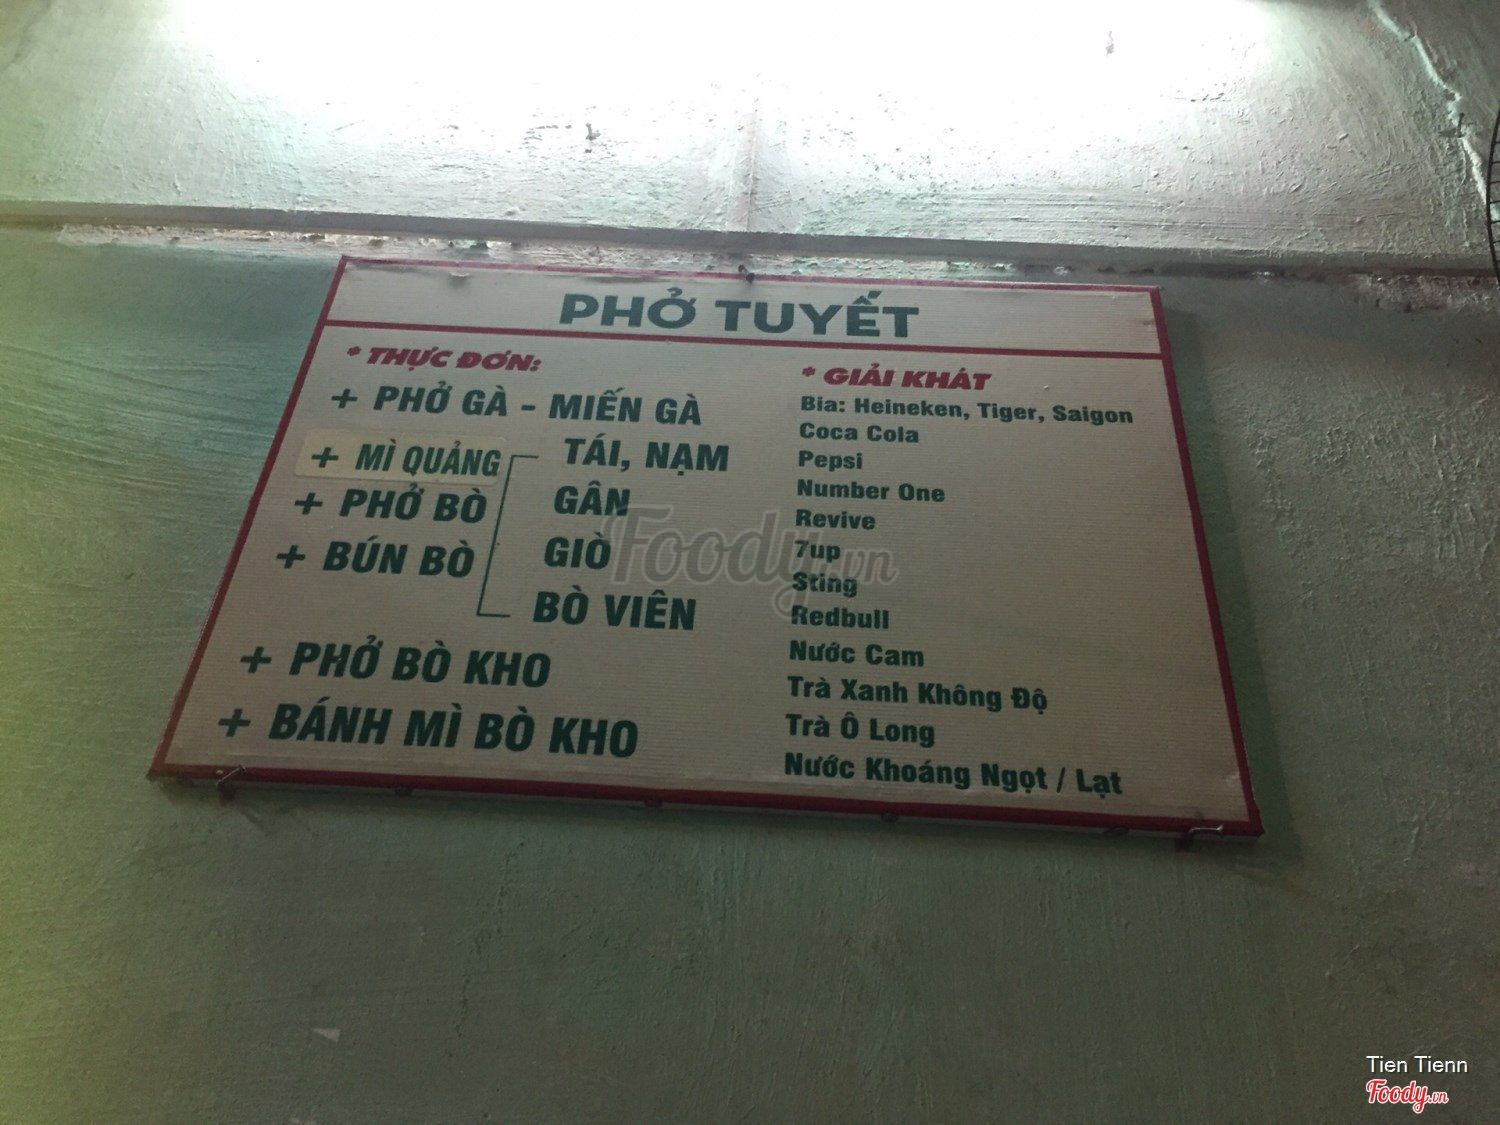 PHỞ TUYẾT
* THỰC ĐƠN:
+ PHỞ GÀ - MIẾN GÀ
+ MÌ QUẢNG
+ PHỞ BÒ
+ BÚN BÒ
TÁI, NẠM
GÂN
GIÒ
BÒ VIÊN
+ PHỞ BÒ KHO
+ BÁNH MÌ BÒ KHO
* GIẢI KHÁT
Bia: Heineken, Tiger, Saigon
Coca Cola
Pepsi
Number One
Revive
7up
Sting
Redbull
Nước Cam
Trà Xanh Không Độ
Trà Ô Long
Nước Khoáng Ngọt / Lạt
Foody.vn
Tien Tienn
Foody.vn